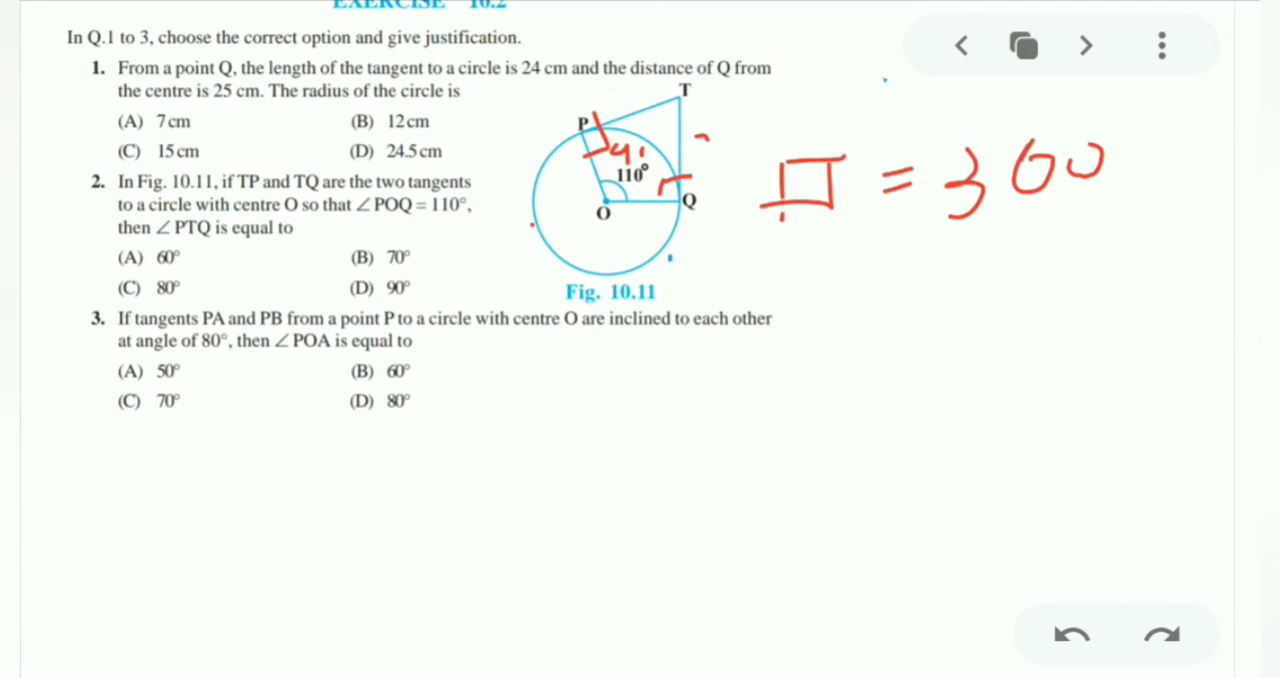 EXERCISE 10.2
In Q.1 to 3, choose the correct option and give justification.
1. From a point Q, the length of the tangent to a circle is 24 cm and the distance of Q from
the centre is 25 cm. The radius of the circle is
(A) 7 cm (B) 12 cm
(C) 15 cm (D) 24.5 cm
2. In Fig. 10.11, if TP and TQ are the two tangents
to a circle with centre O so that ∠ POQ = 110°,
then ∠ PTQ is equal to
(A) 60° (B) 70°
(C) 80° (D) 90°
T
P
110°
O
Q
Fig. 10.11
= 360
3. If tangents PA and PB from a point P to a circle with centre O are inclined to each other
at angle of 80°, then ∠ POA is equal to
(A) 50° (B) 60°
(C) 70° (D) 80°